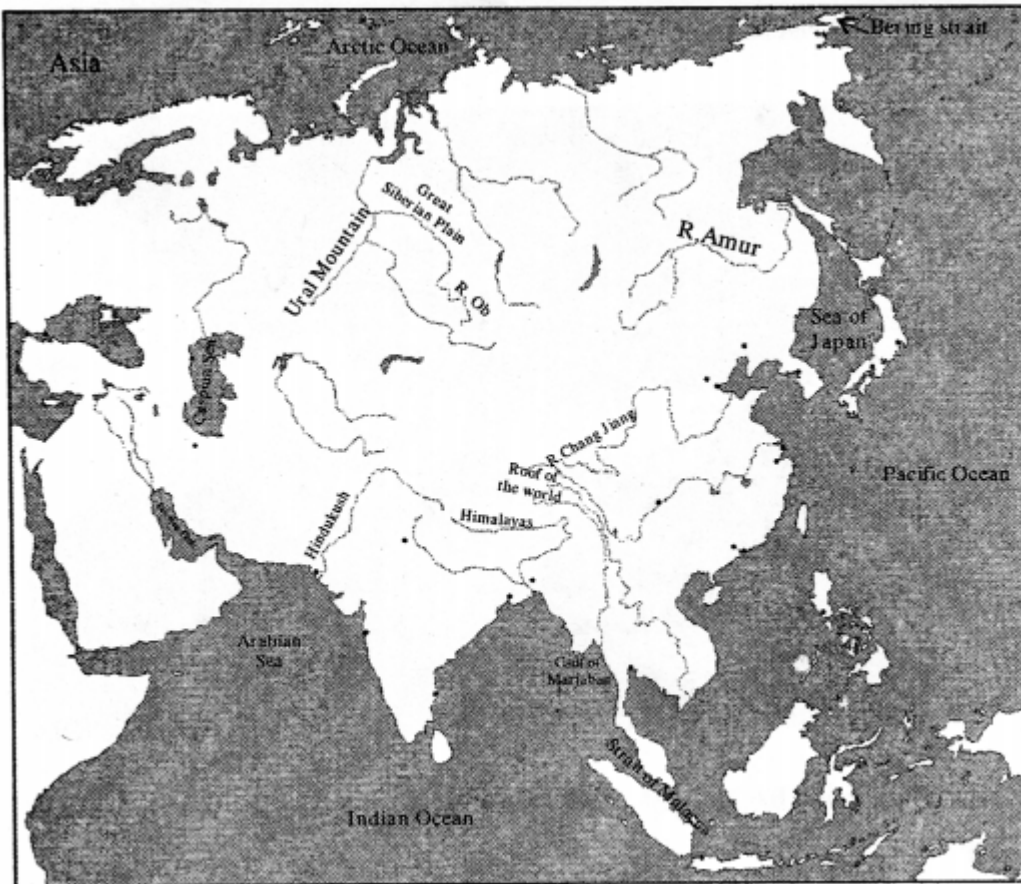 Asia
Arctic Ocean
Bering strait
Great
Siberian Plain
Ural Mountain
R. Ob
R. Amur
Sea of
Japan
Caspian Sea
R. Chang Jiang
Roof of
the world
Pacific Ocean
Hindukush
Himalayas
Arabian
Sea
Gulf of
Martaban
Strait of Malacca
Indian Ocean